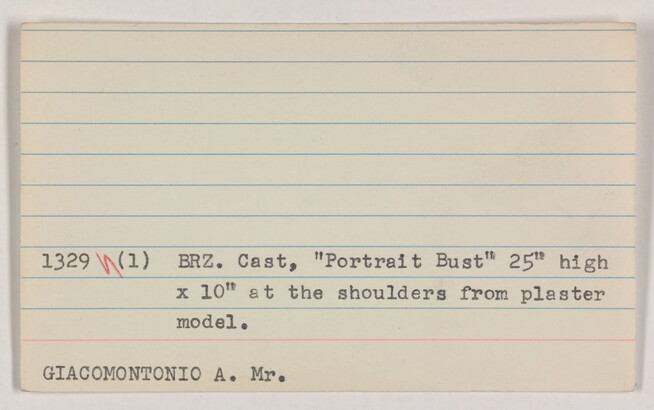 1329 (1) BRZ. Cast, "Portrait Bust" 25" high
x 10" at the shoulders from plaster
model.
GIACOMONTONIO A. Mr.